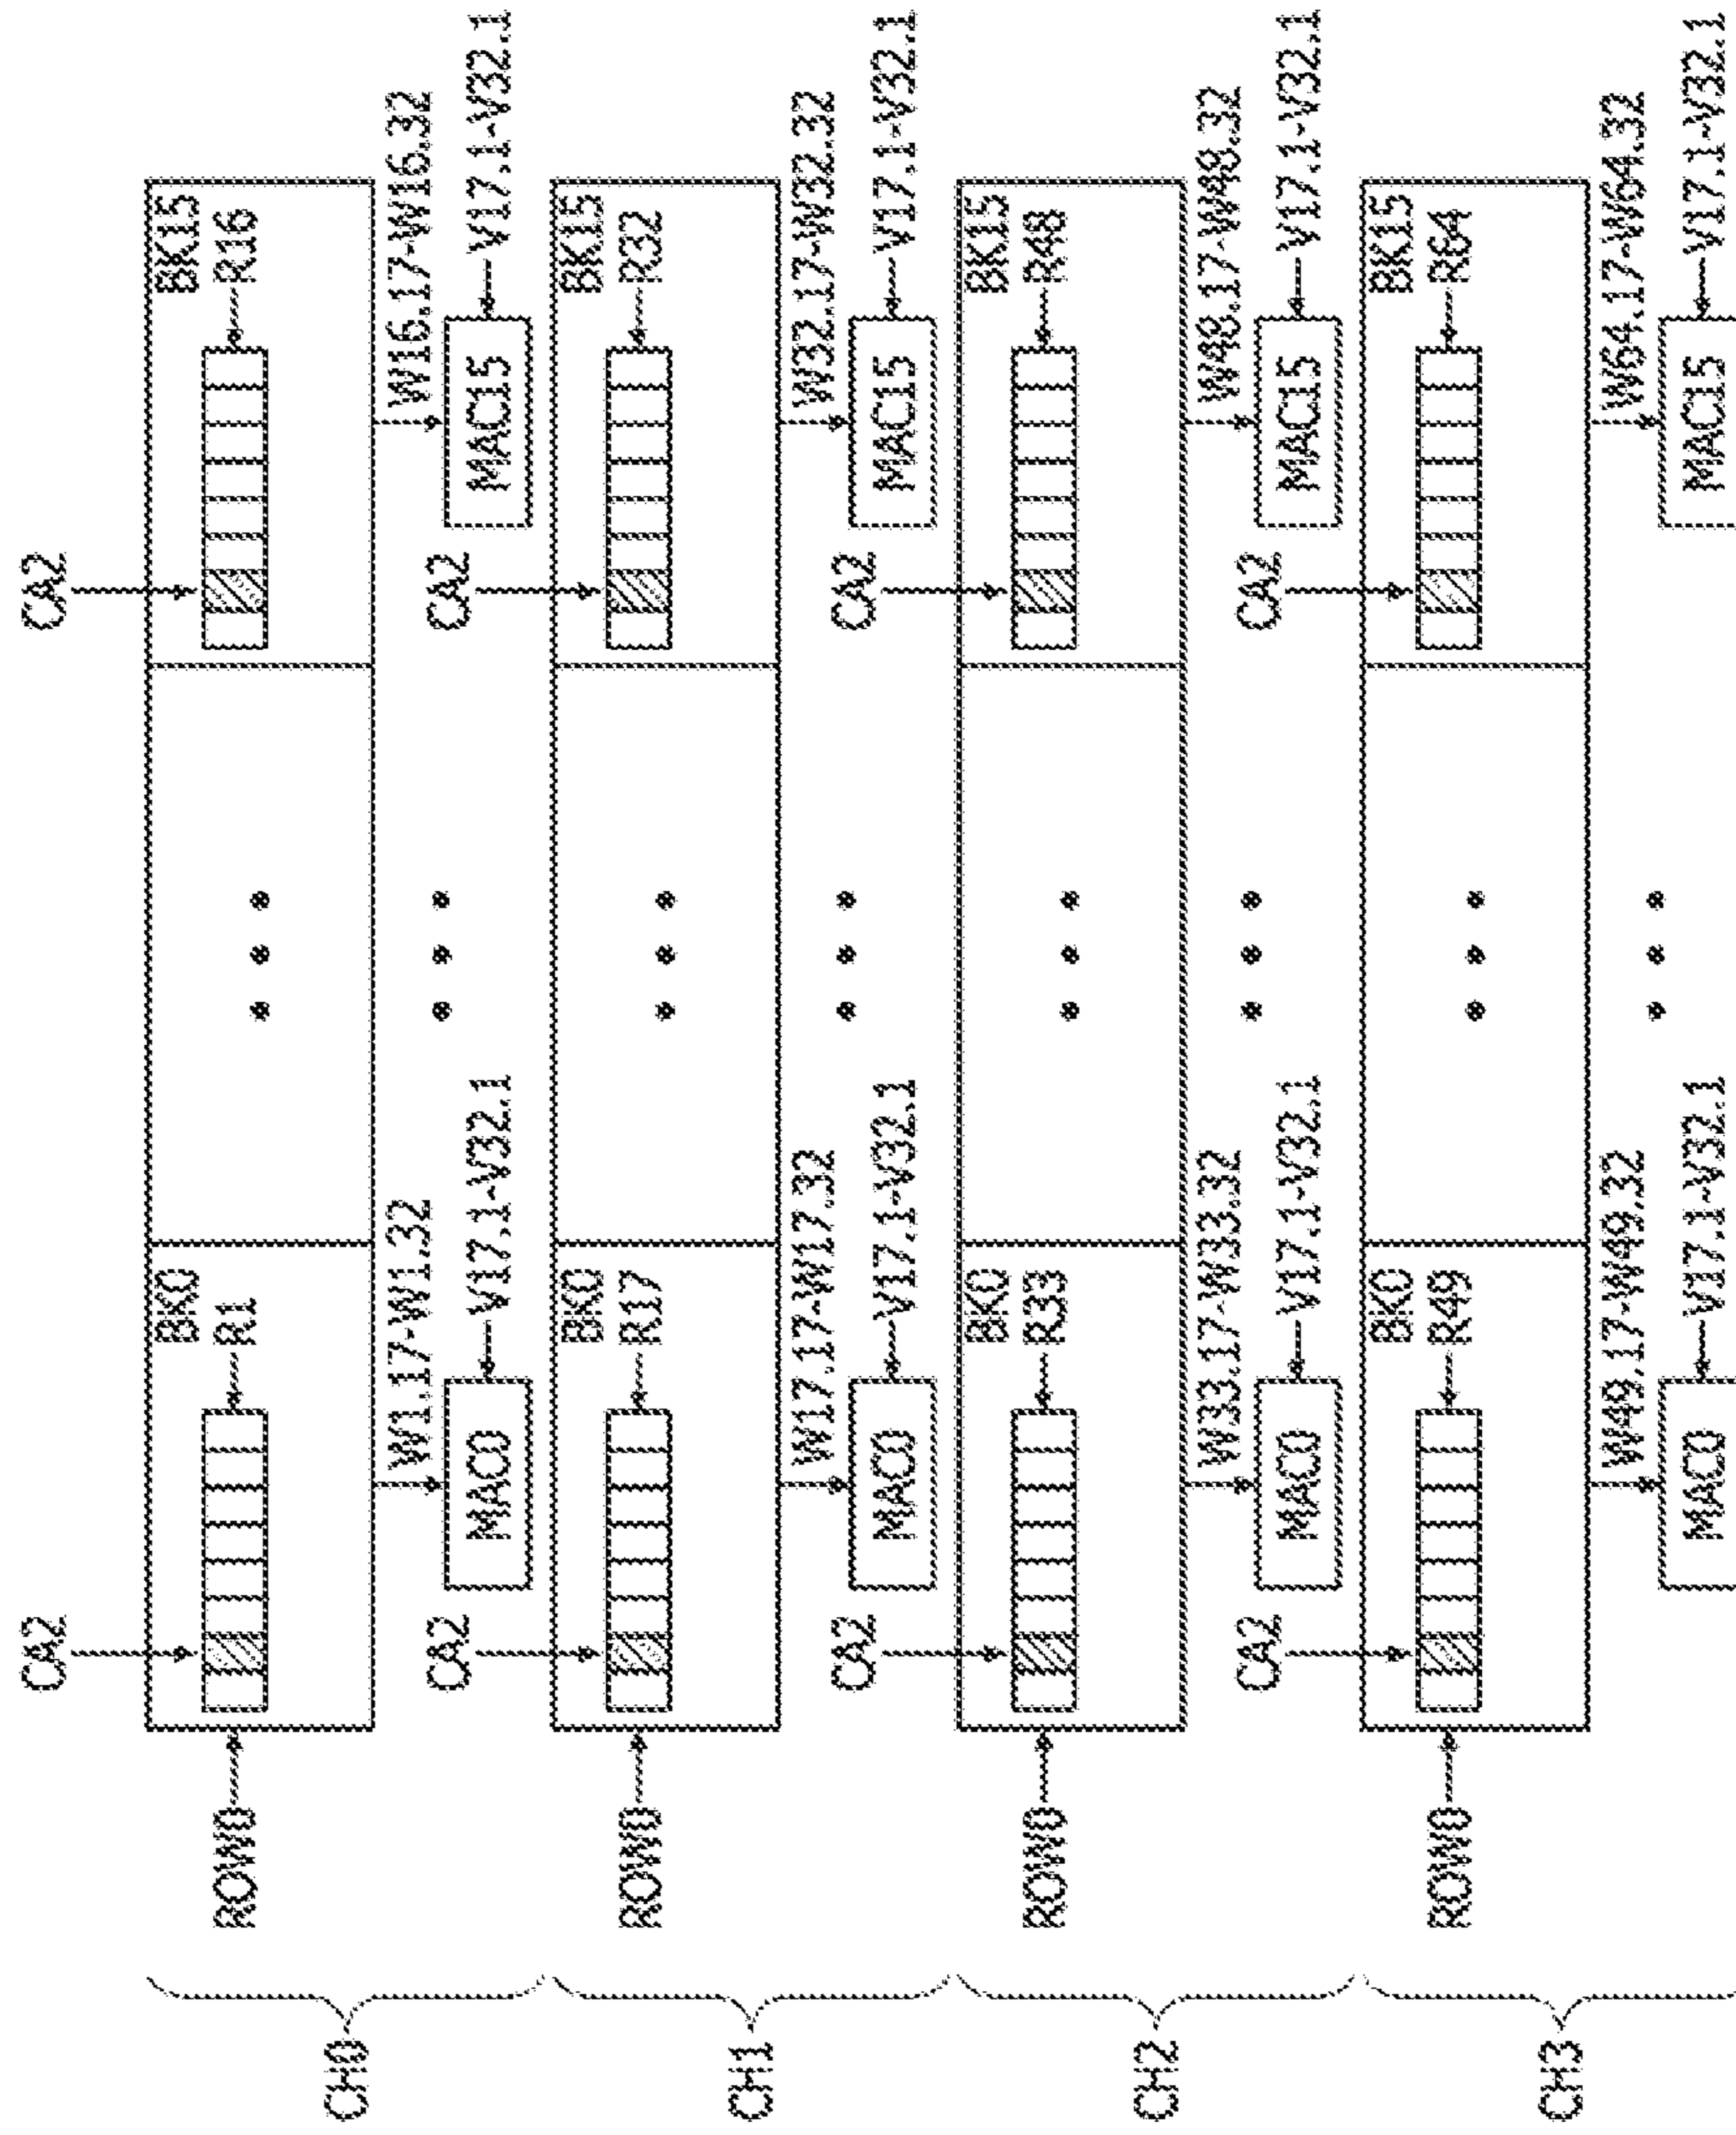 CA2 CA2
BK0 BK15
ROW0 R1 R16
CH0
W1.17-W1.32 W16.17-W16.32
MAC0 V17.1-V32.1 MAC15 V17.1-V32.1
CA2 CA2
BK0 BK15
ROW0 R17 R32
CH1
W17.17-W17.32 W32.17-W32.32
MAC0 V17.1-V32.1 MAC15 V17.1-V32.1
CA2 CA2
BK0 BK15
ROW0 R33 R48
CH2
W33.17-W33.32 W48.17-W48.32
MAC0 V17.1-V32.1 MAC15 V17.1-V32.1
CA2 CA2
BK0 BK15
ROW0 R49 R64
CH3
W49.17-W49.32 W64.17-W64.32
MAC0 V17.1-V32.1 MAC15 V17.1-V32.1